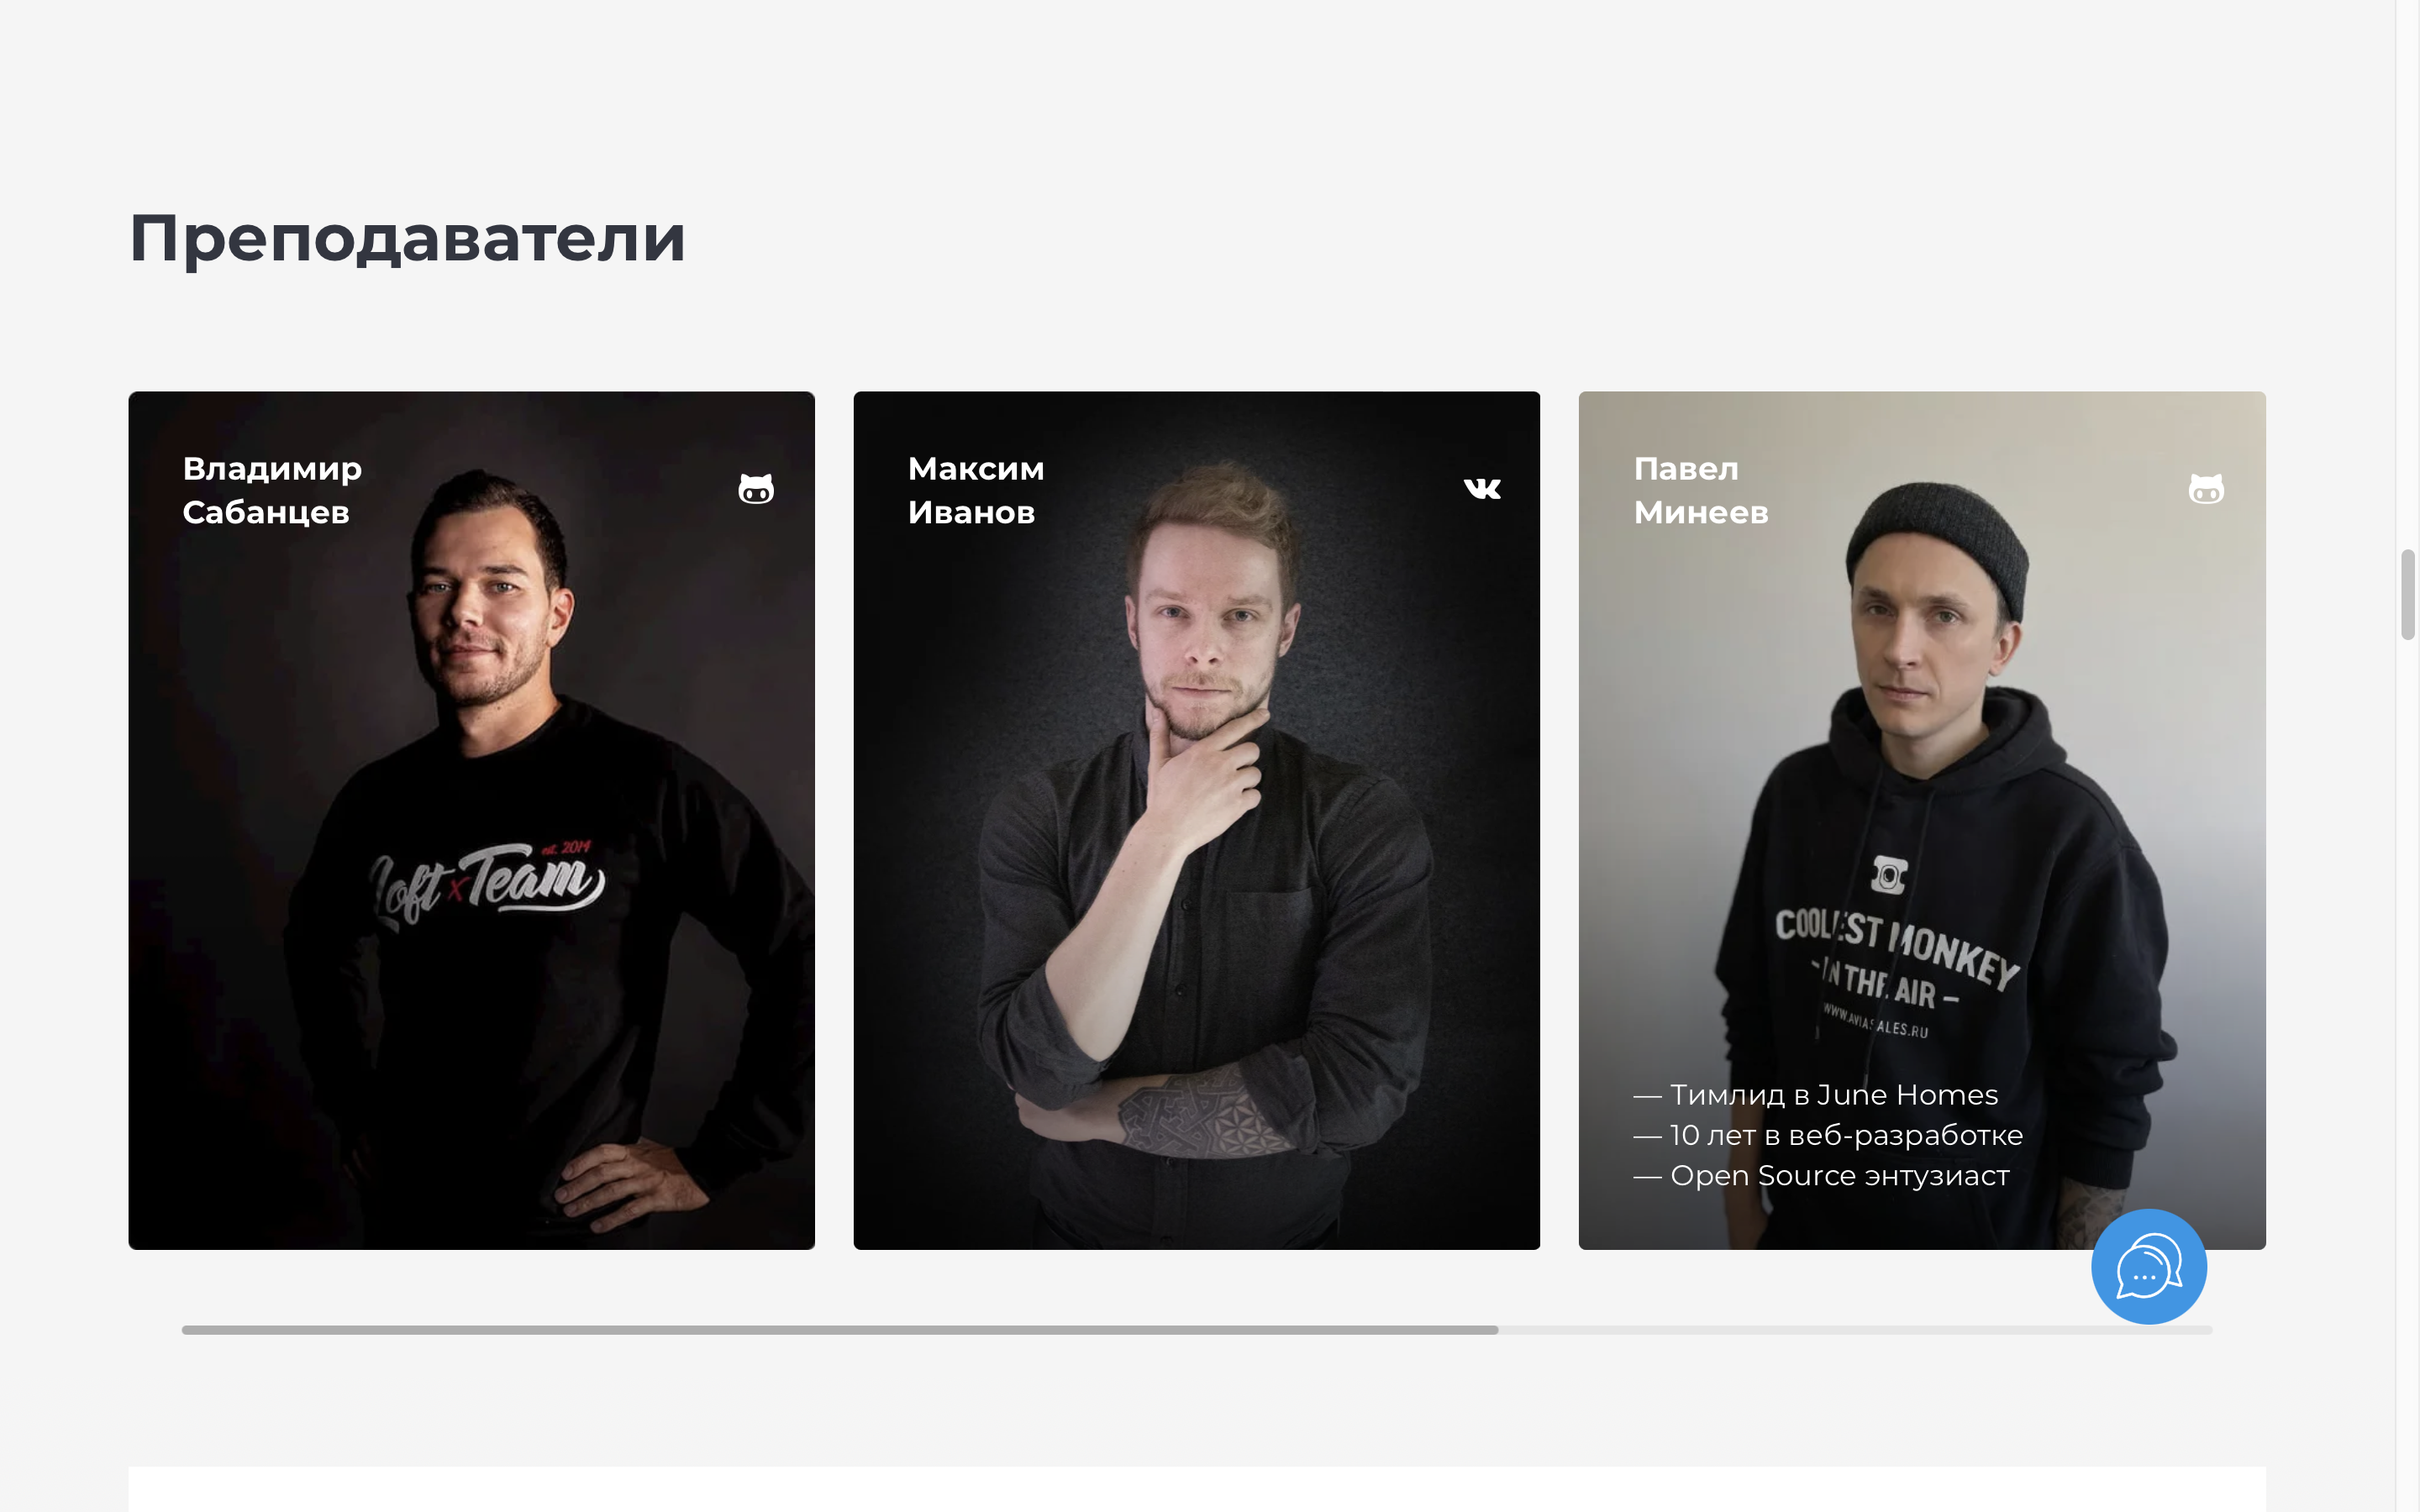 Преподаватели
Владимир
Сабанцев
est. 2014
Loft x Team
Максим
Иванов
Павел
Минеев
COOLEST MONKEY
– IN THE AIR –
WWW.AVIASALES.RU
— Тимлид в June Homes
— 10 лет в веб-разработке
— Open Source энтузиаст